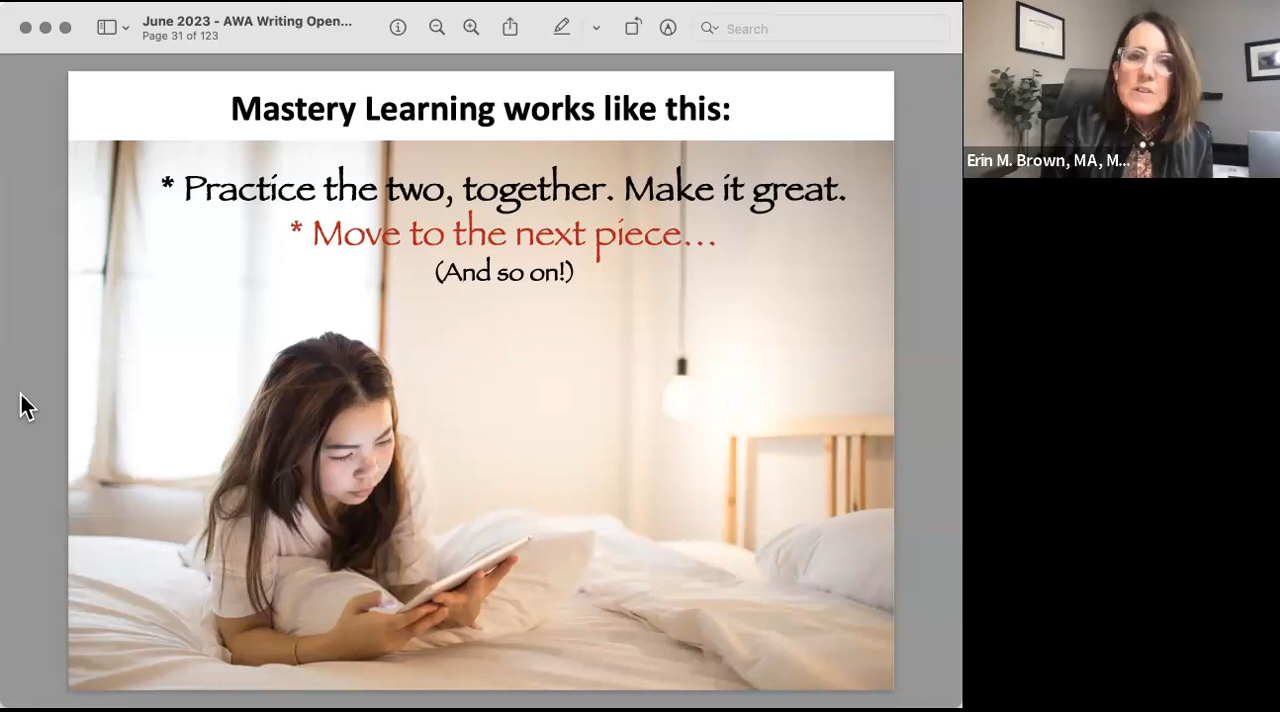 June 2023 - AWA Writing Open...
Page 31 of 123
Search
Mastery Learning works like this:
* Practice the two, together. Make it great.
* Move to the next piece...
(And so on!)
Erin M. Brown, MA, M...